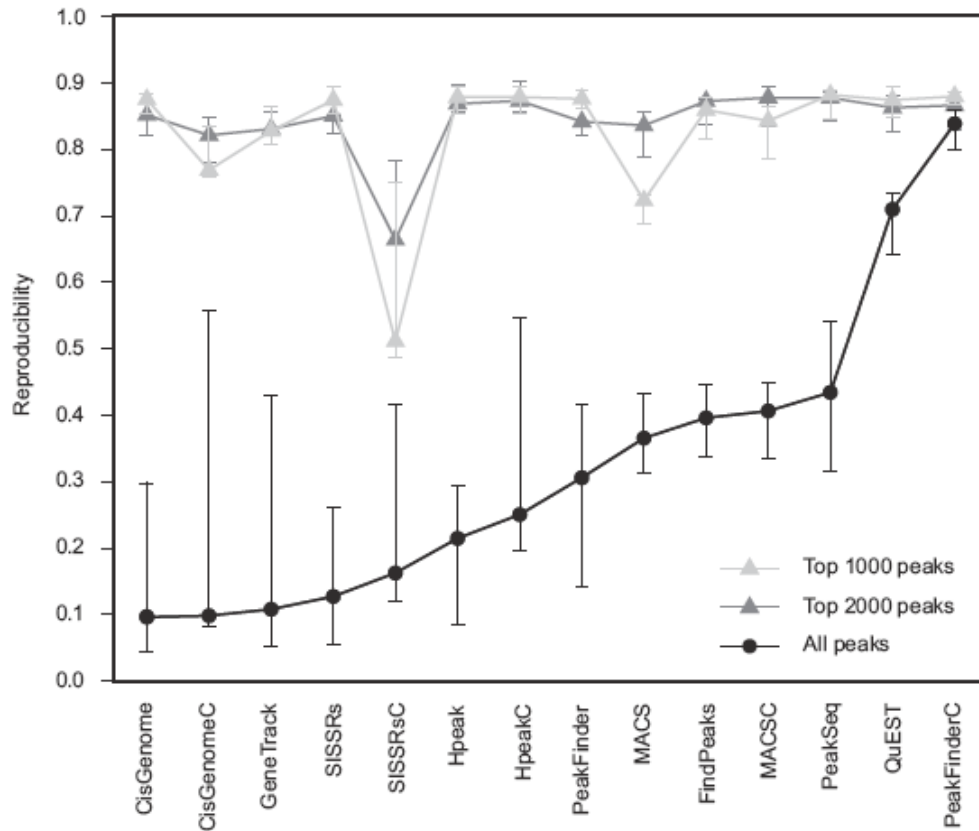 1.0
0.9
0.8
0.7
0.6
0.5
0.4
0.3
0.2
0.1
0.0
Reproducibility
Top 1000 peaks
Top 2000 peaks
All peaks
CisGenome
CisGenomeC
GeneTrack
SISSRs
SISSRsC
Hpeak
HpeakC
PeakFinder
MACS
FindPeaks
MACSC
PeakSeq
QuEST
PeakFinderC